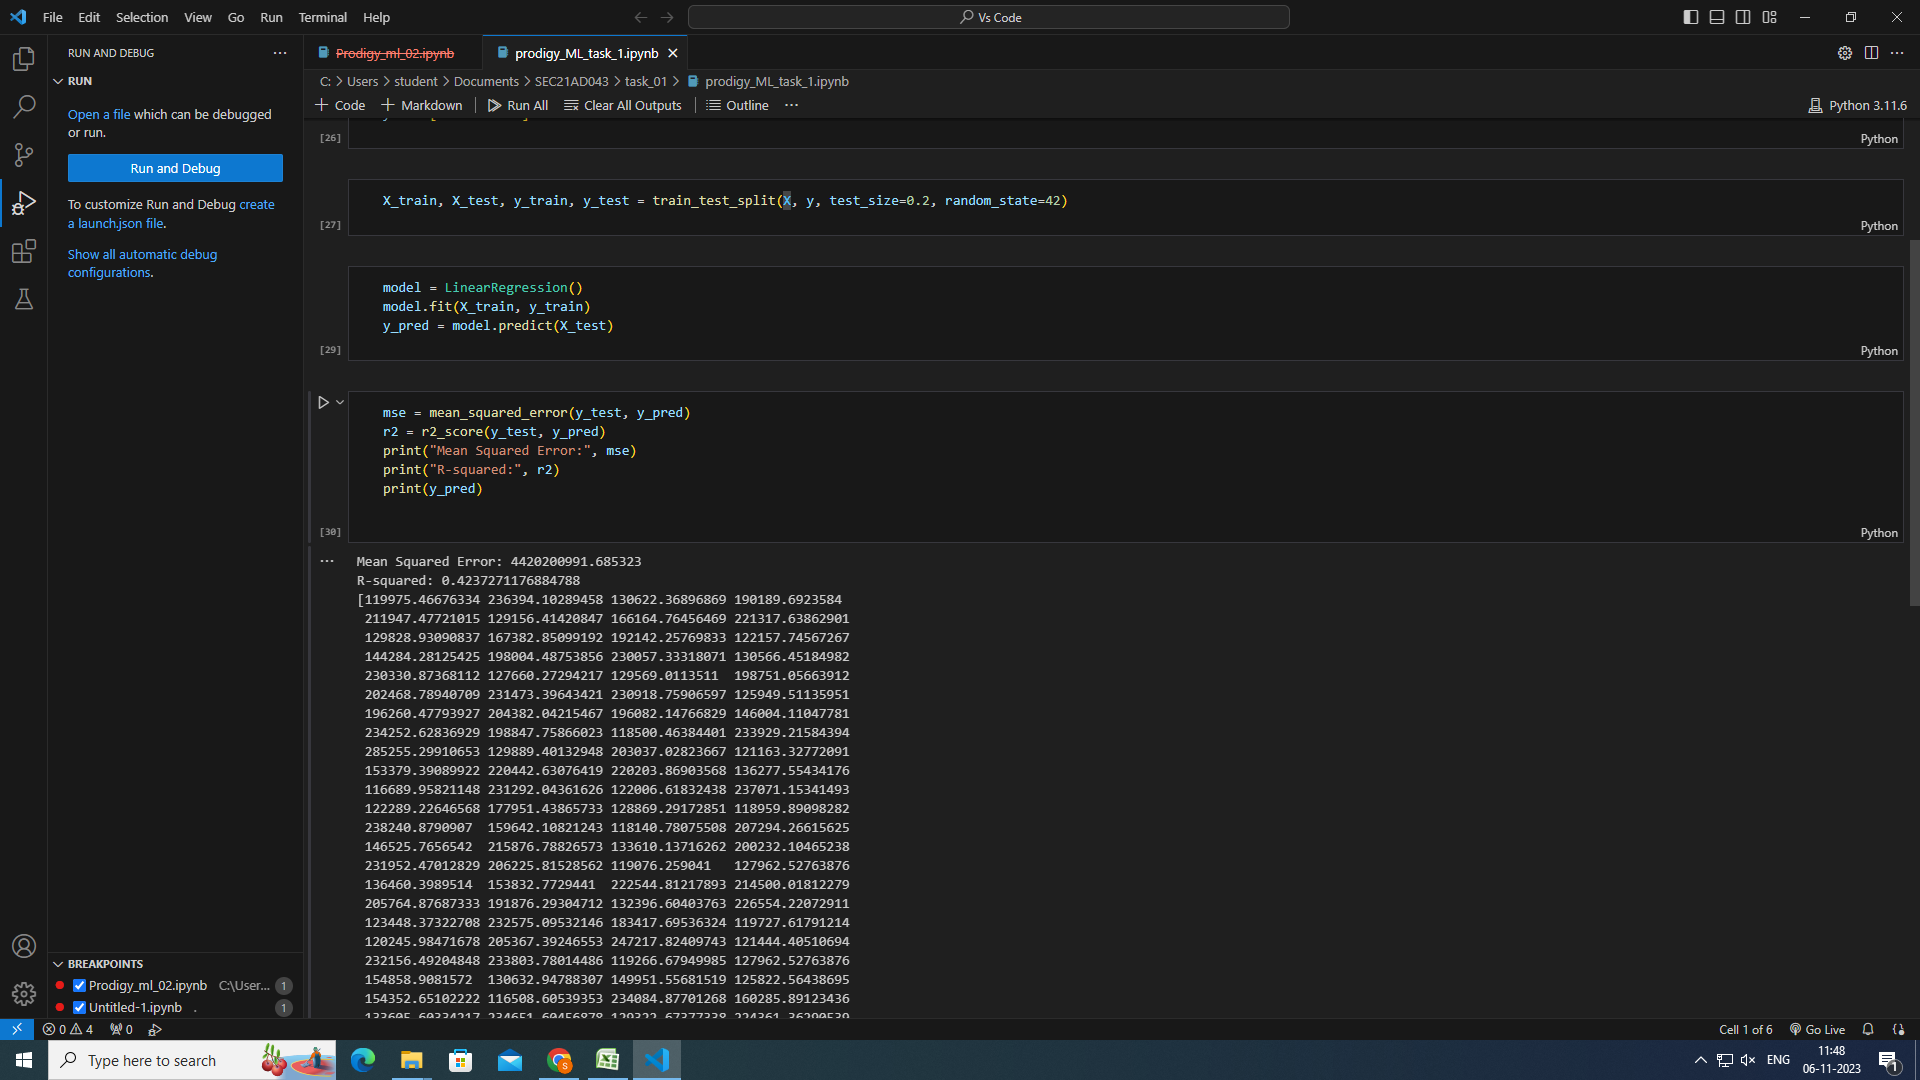 File Edit Selection View Go Run Terminal Help
Vs Code
RUN AND DEBUG ...
RUN
Open a file which can be debugged
or run.
Run and Debug
To customize Run and Debug create
a launch.json file.
Show all automatic debug
configurations.
BREAKPOINTS
Prodigy_ml_02.ipynb C:\User... 1
Untitled-1.ipynb . 1
Prodigy_ml_02.ipynb
prodigy_ML_task_1.ipynb
C: > Users > student > Documents > SEC21AD043 > task_01 > prodigy_ML_task_1.ipynb
+ Code + Markdown | Run All Clear All Outputs | Outline ...
Python 3.11.6
[26]
Python
X_train, X_test, y_train, y_test = train_test_split(X, y, test_size=0.2, random_state=42)
[27]
Python
model = LinearRegression()
model.fit(X_train, y_train)
y_pred = model.predict(X_test)
[29]
Python
mse = mean_squared_error(y_test, y_pred)
r2 = r2_score(y_test, y_pred)
print("Mean Squared Error:", mse)
print("R-squared:", r2)
print(y_pred)
[30]
Python
... Mean Squared Error: 4420200991.685323
R-squared: 0.4237271176884788
[119975.46676334 236394.10289458 130622.36896869 190189.6923584
211947.47721015 129156.41420847 166164.76456469 221317.63862901
129828.93090837 167382.85099192 192142.25769833 122157.74567267
144284.28125425 198004.48753856 230057.33318071 130566.45184982
230330.87368112 127660.27294217 129569.0113511 198751.05663912
202468.78940709 231473.39643421 230918.75906597 125949.51135951
196260.47793927 204382.04215467 196082.14766829 146004.11047781
234252.62836929 198847.75866023 118500.46384401 233929.21584394
285255.29910653 129889.40132948 203037.02823667 121163.32772091
153379.39089922 220442.63076419 220203.86903568 136277.55434176
116689.95821148 231292.04361626 122006.61832438 237071.15341493
122289.22646568 177951.43865733 128869.29172851 118959.89098282
238240.8790907 159642.10821243 118140.78075508 207294.26615625
146525.7656542 215876.78826573 133610.13716262 200232.10465238
231952.47012829 206225.81528562 119076.259041 127962.52763876
136460.3989514 153832.7729441 222544.81217893 214500.01812279
205764.87687333 191876.29304712 132396.60403763 226554.22072911
123448.37322708 232575.09532146 183417.69536324 119727.61791214
120245.98471678 205367.39246553 247217.82409743 121444.40510694
232156.49204848 233803.78014486 119266.67949985 127962.52763876
154858.9081572 130632.94788307 149951.55681519 125822.56438695
154352.65102222 116508.60539353 234084.87701268 160285.89123436
133605.60334217 234651.60456878 129322.67377338 224361.36290539
0 4 0
Cell 1 of 6 Go Live
Type here to search
ENG 11:48
06-11-2023 1